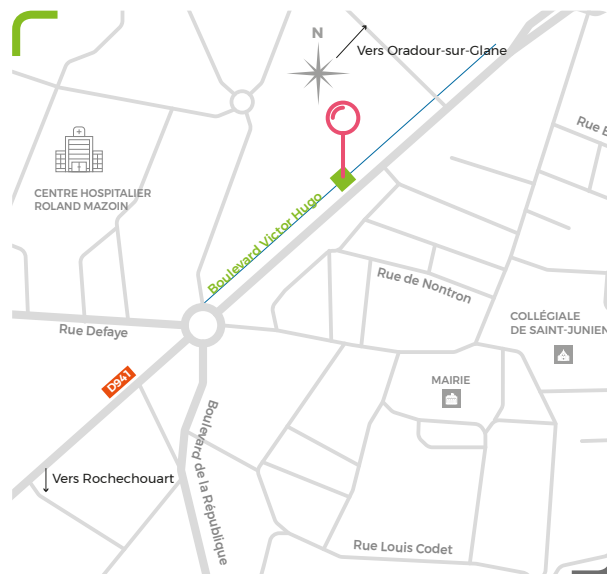 N
Vers Oradour-sur-Glane
CENTRE HOSPITALIER
ROLAND MAZOIN
Boulevard Victor Hugo
Rue de Nontron
COLLÉGIALE
DE SAINT-JUNIEN
Rue Defaye
D941
MAIRIE
Boulevard de la République
Vers Rochechouart
Rue Louis Codet